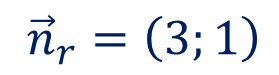 n⃗ᵣ = (3; 1)